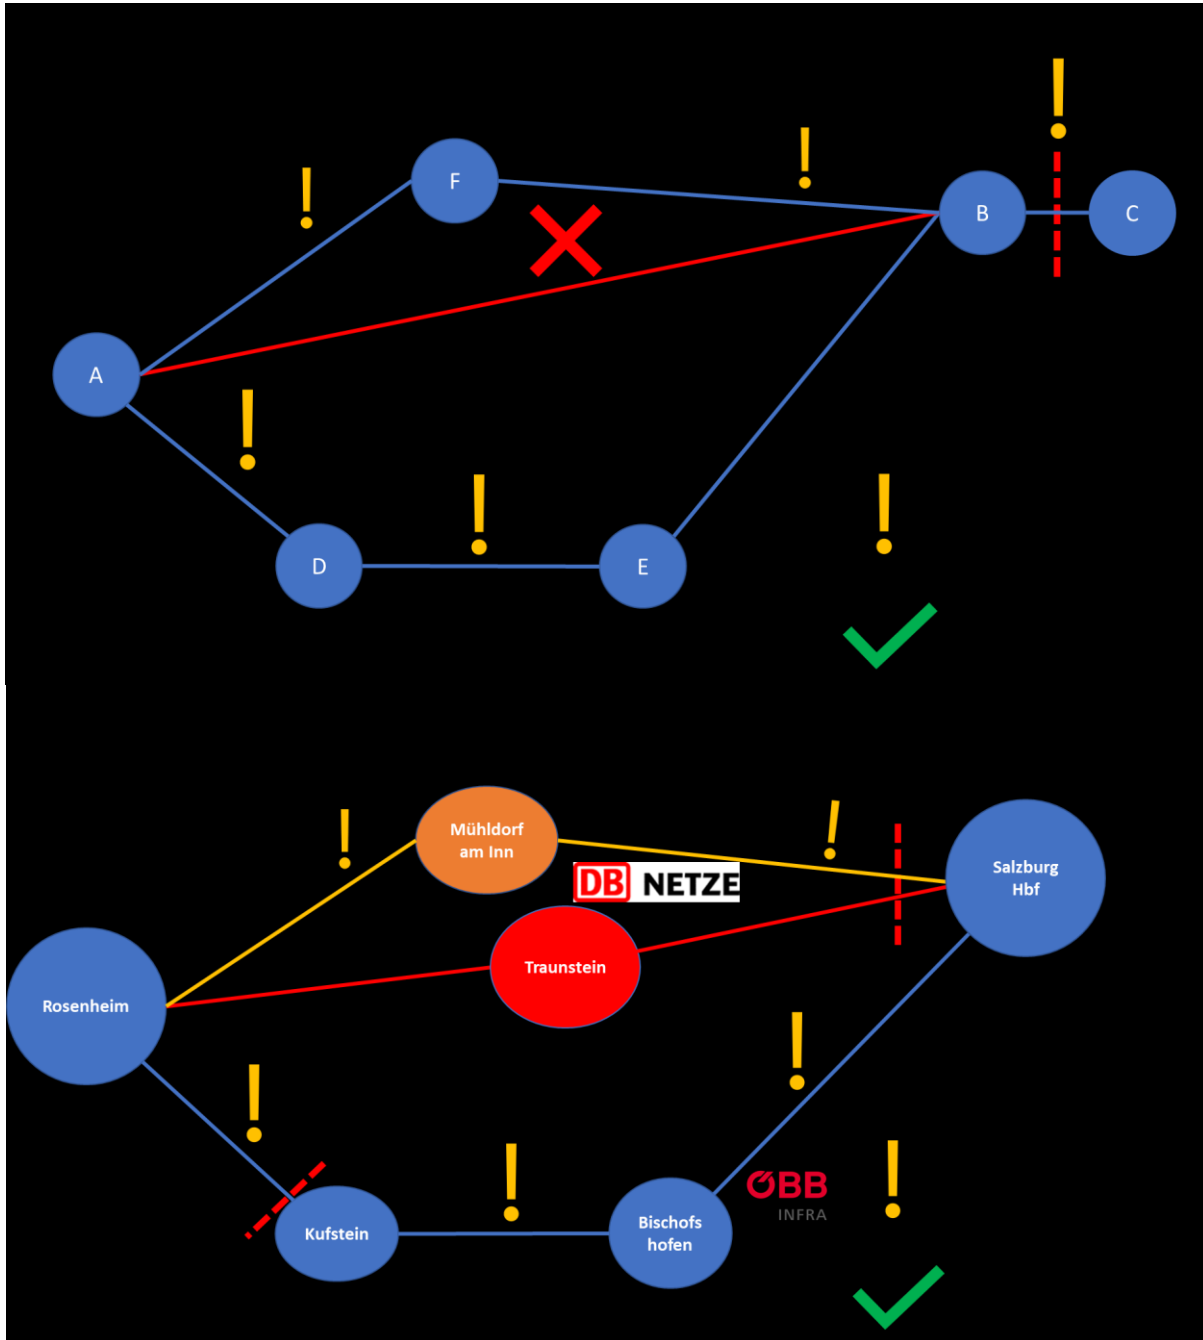 F
B
C
A
D
E
Mühldorf
am Inn
Salzburg
Hbf
DB NETZE
Traunstein
Rosenheim
ÖBB
INFRA
Kufstein
Bischofs
hofen